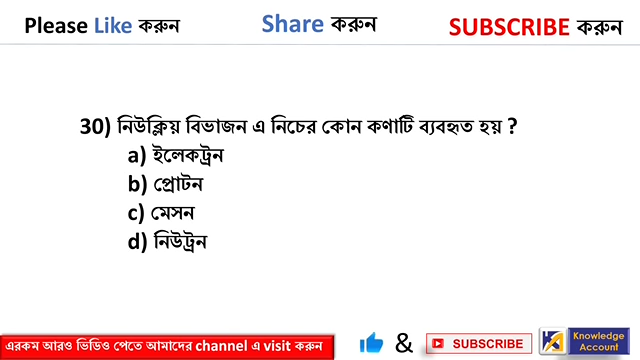 Please Like করুন
Share করুন
SUBSCRIBE করুন
30) নিউক্লিয় বিভাজন এ নিচের কোন কণাটি ব্যবহৃত হয় ?
a) ইলেকট্রন
b) প্রোটন
c) মেসন
d) নিউট্রন
এরকম আরও ভিডিও পেতে আমাদের channel এ visit করুন
& SUBSCRIBE
Knowledge
Account